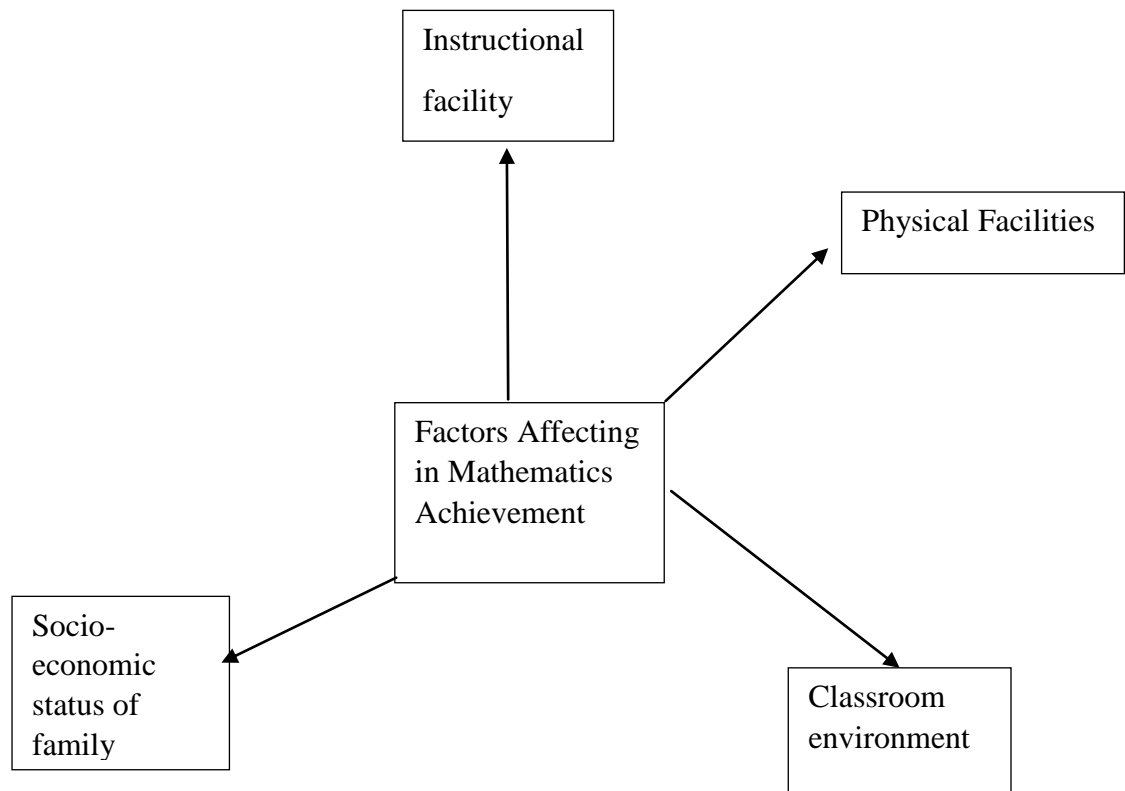 Instructional
facility
Physical Facilities
Factors Affecting
in Mathematics
Achievement
Socio-
economic
status of
family
Classroom
environment